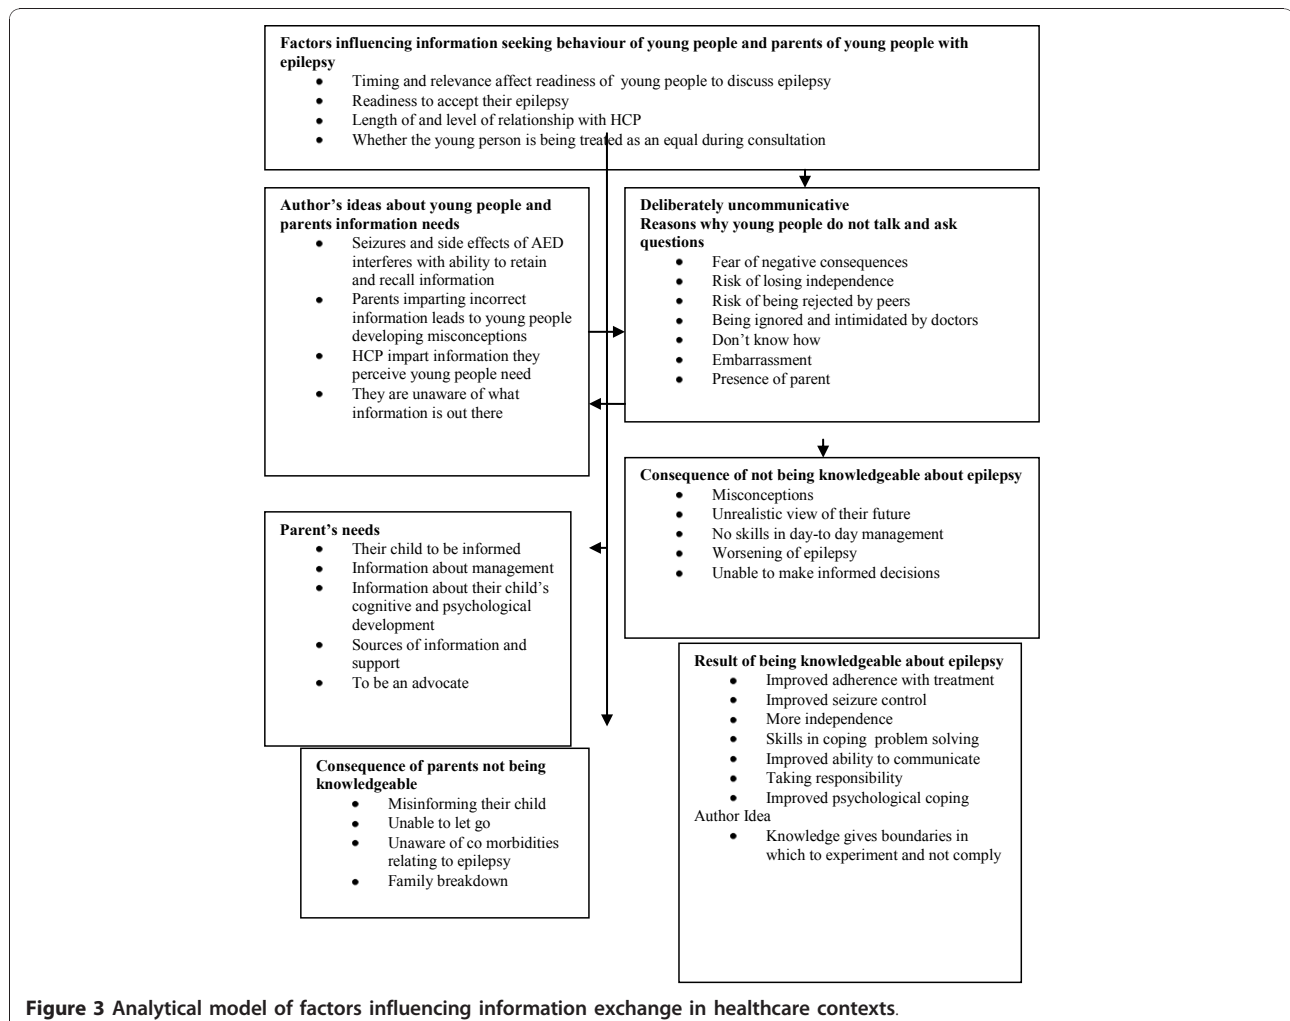 Factors influencing information seeking behaviour of young people and parents of young people with
epilepsy
● Timing and relevance affect readiness of young people to discuss epilepsy
● Readiness to accept their epilepsy
● Length of and level of relationship with HCP
● Whether the young person is being treated as an equal during consultation
Author's ideas about young people and
parents information needs
● Seizures and side effects of AED
interferes with ability to retain
and recall information
● Parents imparting incorrect
information leads to young people
developing misconceptions
● HCP impart information they
perceive young people need
● They are unaware of what
information is out there
Deliberately uncommunicative
Reasons why young people do not talk and ask
questions
● Fear of negative consequences
● Risk of losing independence
● Risk of being rejected by peers
● Being ignored and intimidated by doctors
● Don't know how
● Embarrassment
● Presence of parent
Consequence of not being knowledgeable about epilepsy
● Misconceptions
● Unrealistic view of their future
● No skills in day-to day management
● Worsening of epilepsy
● Unable to make informed decisions
Parent's needs
● Their child to be informed
● Information about management
● Information about their child's
cognitive and psychological
development
● Sources of information and
support
● To be an advocate
Result of being knowledgeable about epilepsy
● Improved adherence with treatment
● Improved seizure control
● More independence
● Skills in coping problem solving
● Improved ability to communicate
● Taking responsibility
● Improved psychological coping
Author Idea
● Knowledge gives boundaries in
which to experiment and not comply
Consequence of parents not being
knowledgeable
● Misinforming their child
● Unable to let go
● Unaware of co morbidities
relating to epilepsy
● Family breakdown
Figure 3 Analytical model of factors influencing information exchange in healthcare contexts.